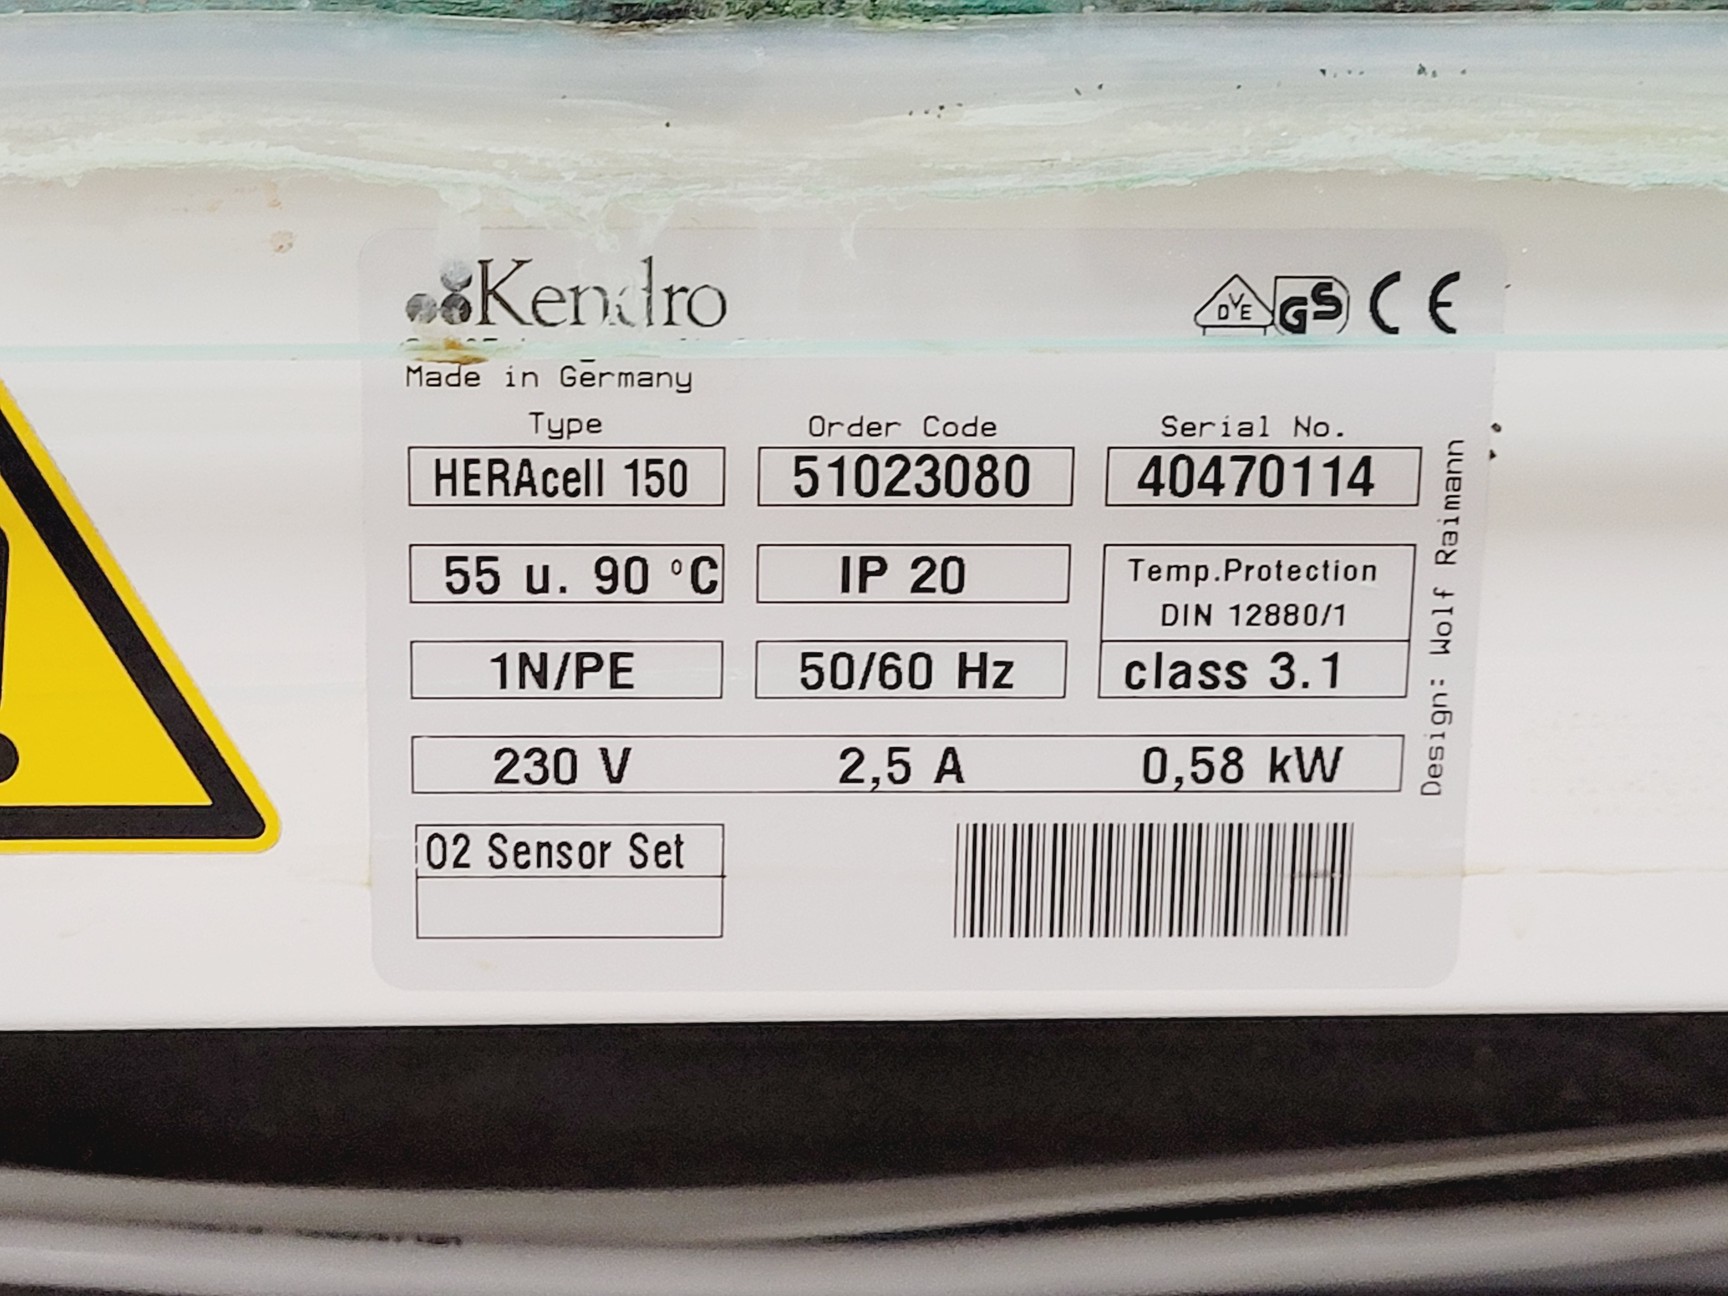 Kendro
DVE GS CE
Made in Germany
Type Order Code Serial No.
HERAcell 150 51023080 40470114
55 u. 90 °C IP 20 Temp.Protection
DIN 12880/1
1N/PE 50/60 Hz class 3.1
230 V 2,5 A 0,58 kW
O2 Sensor Set
Design: Wolf Raimann